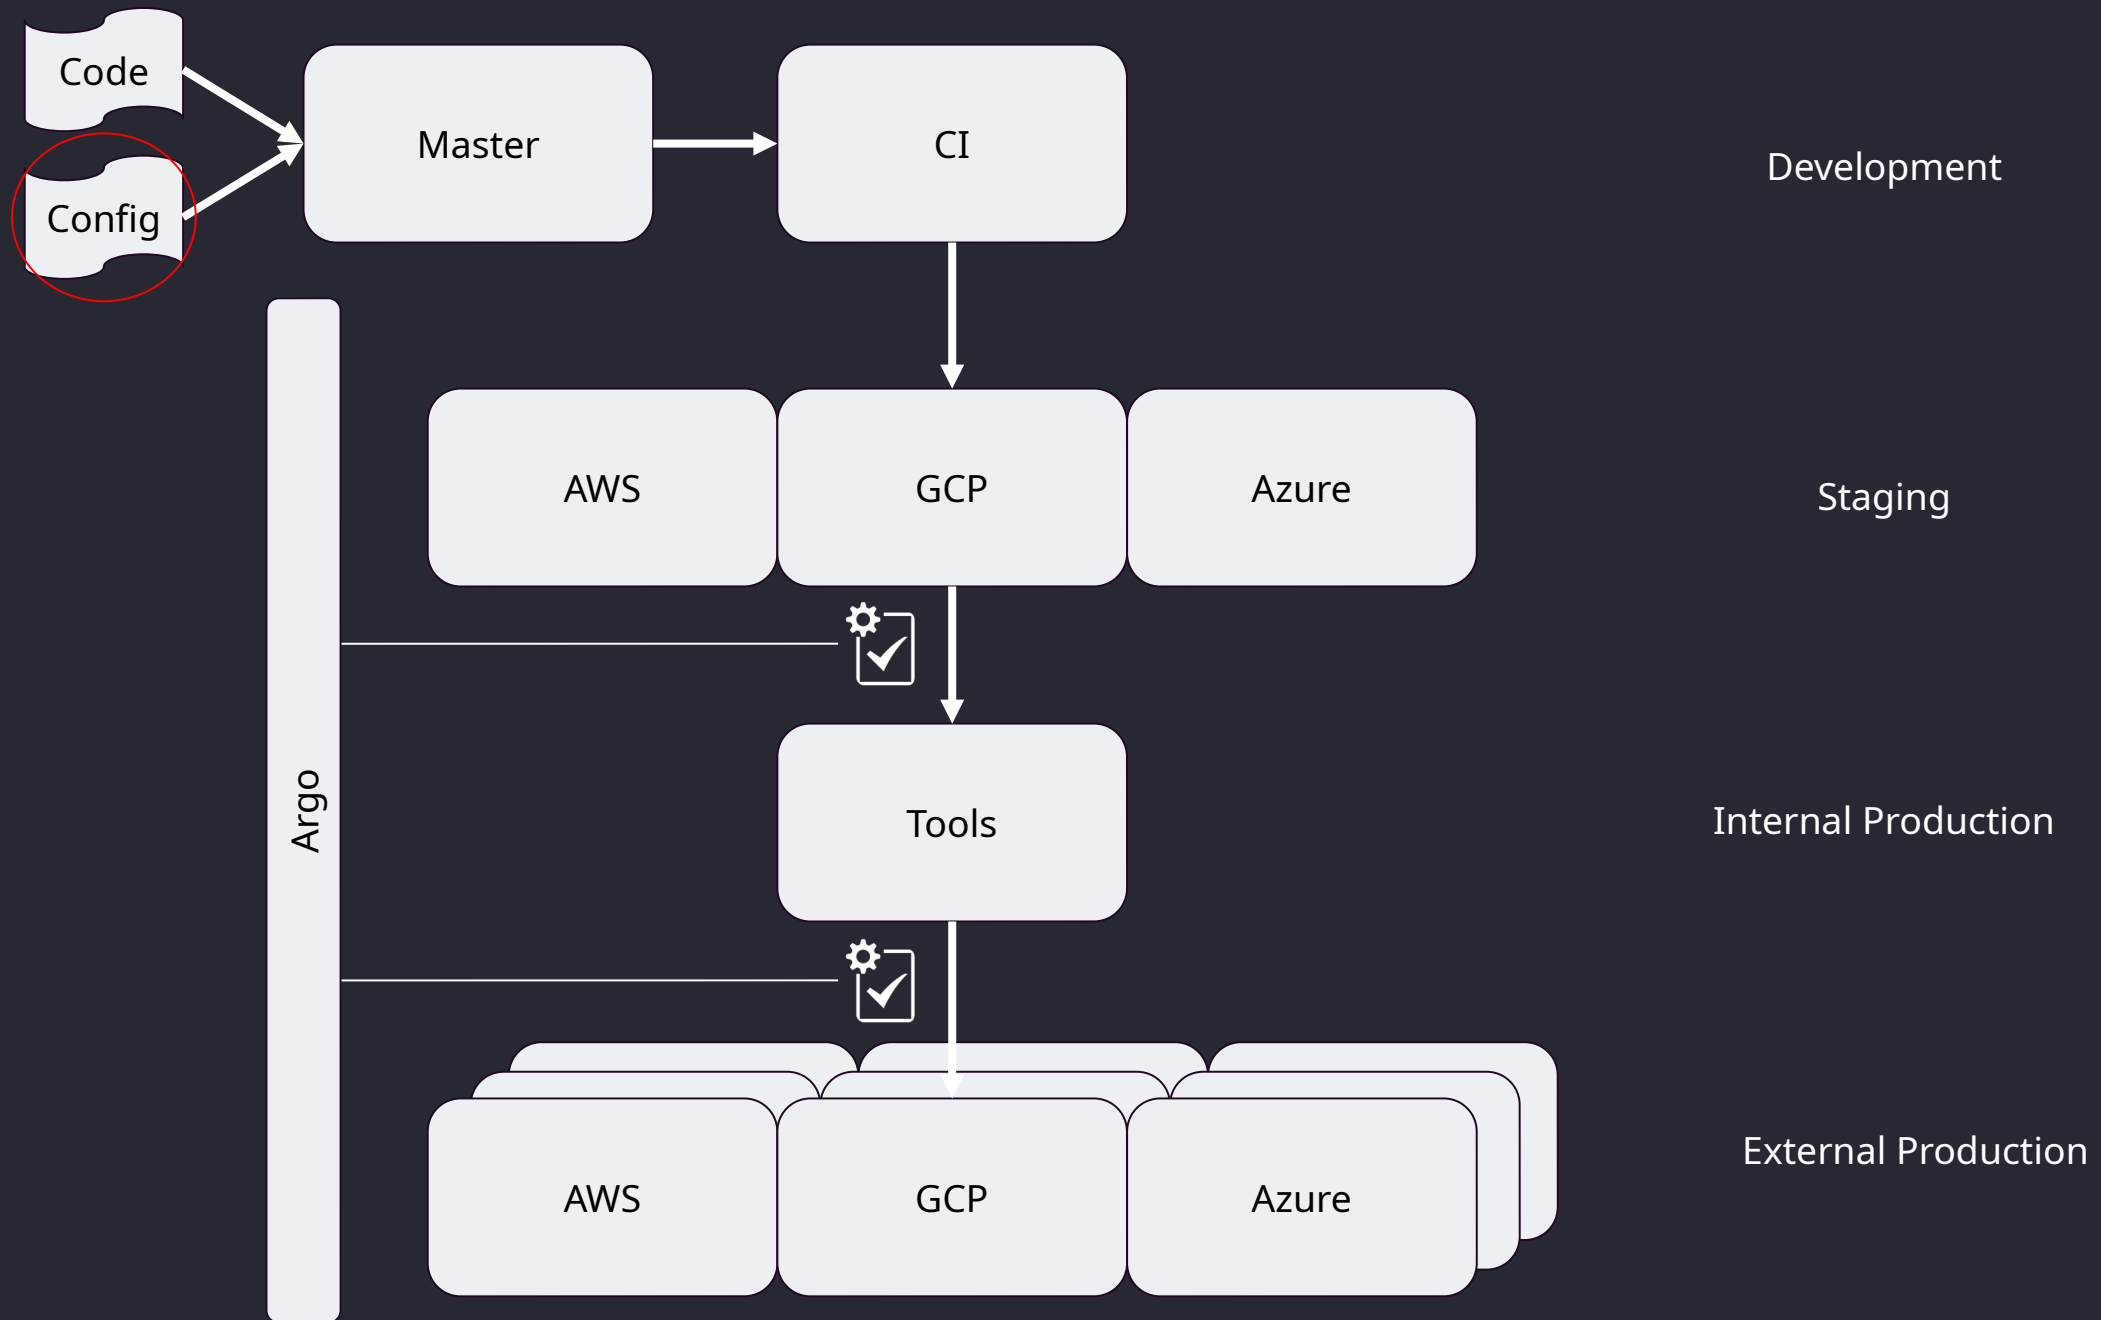 Code
Config
Master
CI
Development
AWS
GCP
Azure
Staging
Argo
Tools
Internal Production
AWS
GCP
Azure
External Production